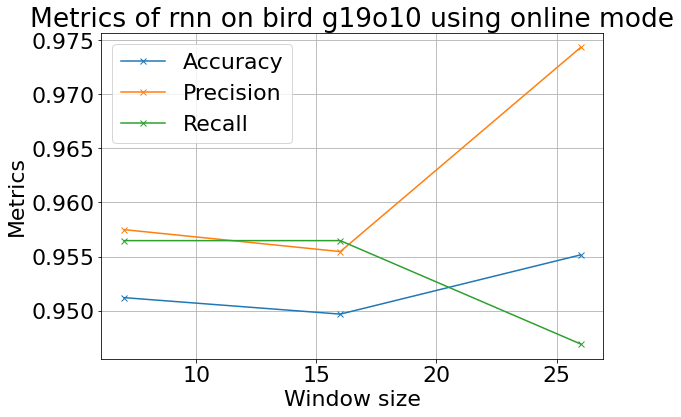 Metrics of rnn on bird g19o10 using online mode
0.975
0.970
0.965
0.960
0.955
0.950
Metrics
Accuracy
Precision
Recall
10 15 20 25
Window size